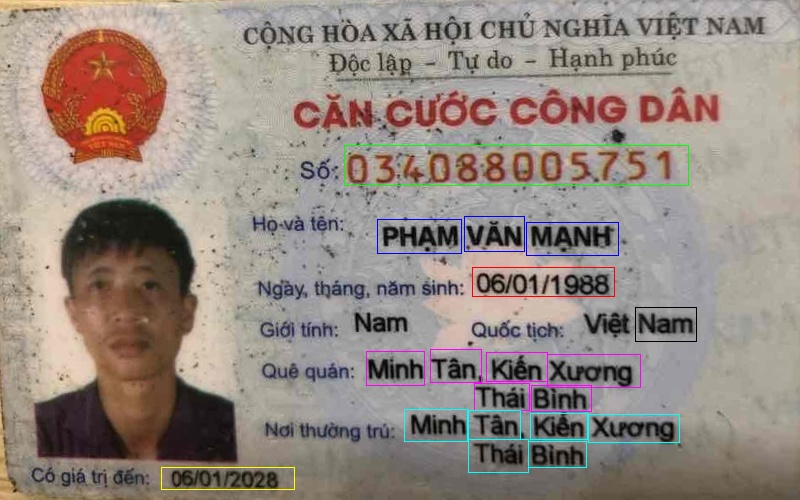 CỘNG HÒA XÃ HỘI CHỦ NGHĨA VIỆT NAM
Độc lập – Tự do – Hạnh phúc
CĂN CƯỚC CÔNG DÂN
Số: 034088005751
Họ và tên: PHẠM VĂN MẠNH
Ngày, tháng, năm sinh: 06/01/1988
Giới tính: Nam Quốc tịch: Việt Nam
Quê quán: Minh Tân, Kiến Xương
Thái Bình
Nơi thường trú: Minh Tân, Kiến Xương
Thái Bình
Có giá trị đến: 06/01/2028